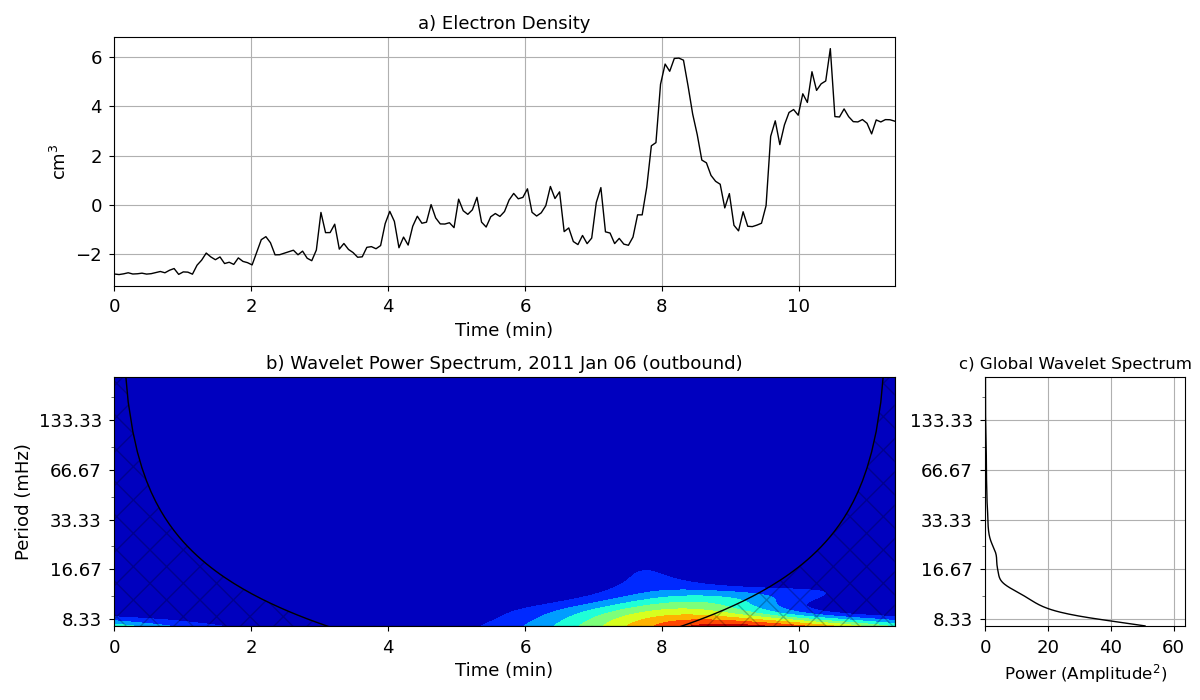 a) Electron Density
6
4
2
0
−2
cm³
0 2 4 6 8 10
Time (min)
b) Wavelet Power Spectrum, 2011 Jan 06 (outbound)
133.33
66.67
33.33
16.67
8.33
Period (mHz)
0 2 4 6 8 10
Time (min)
c) Global Wavelet Spectrum
133.33
66.67
33.33
16.67
8.33
0 20 40 60
Power (Amplitude²)